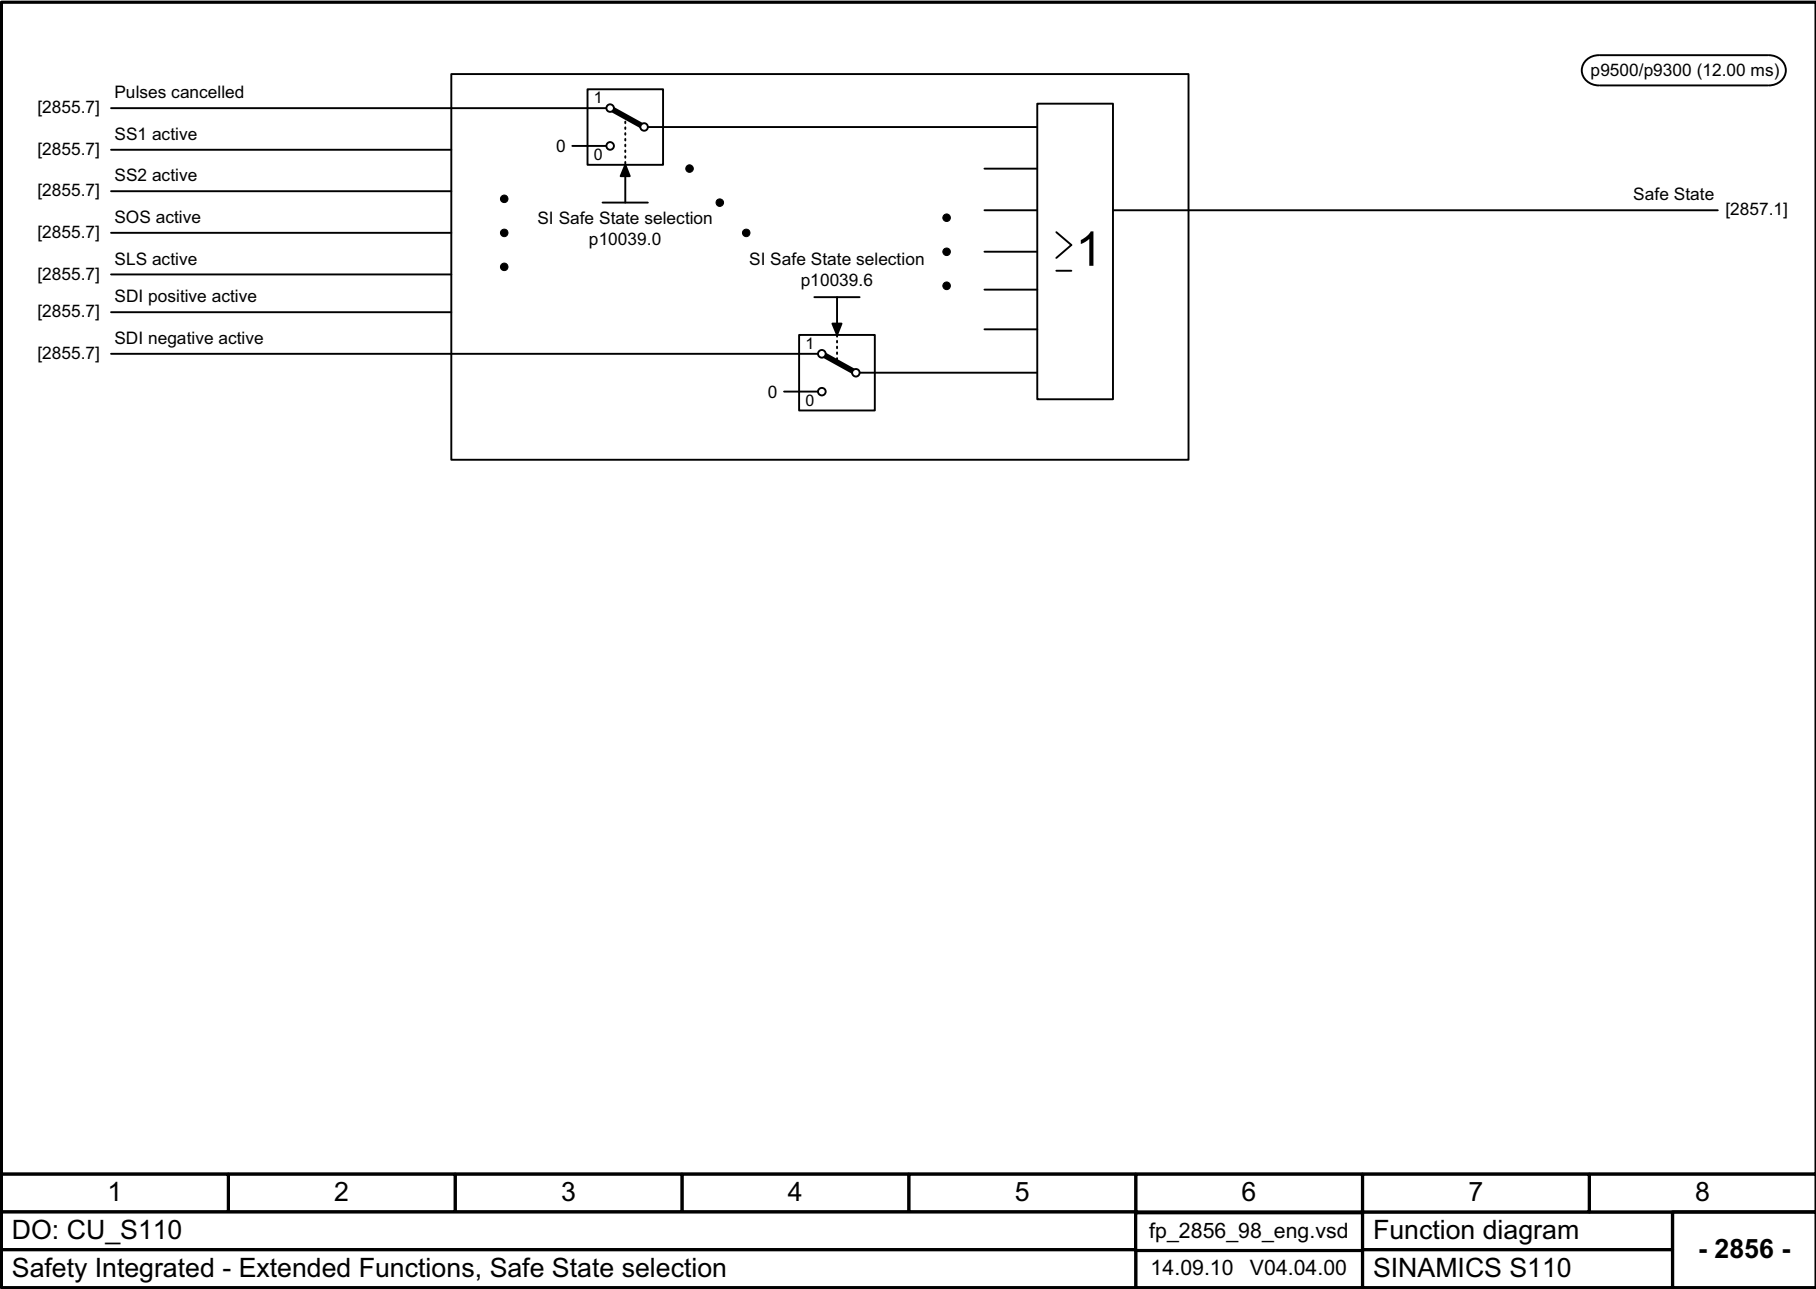 p9500/p9300 (12.00 ms)
Pulses cancelled
[2855.7]
SS1 active
[2855.7]
SS2 active
[2855.7]
SOS active
[2855.7]
SLS active
[2855.7]
SDI positive active
[2855.7]
SDI negative active
[2855.7]
1
0
0
SI Safe State selection
p10039.0
SI Safe State selection
p10039.6
1
0
0
≥1
Safe State
[2857.1]
1 2 3 4 5 6 7 8
DO: CU_S110
fp_2856_98_eng.vsd
Function diagram
- 2856 -
Safety Integrated - Extended Functions, Safe State selection
14.09.10 V04.04.00
SINAMICS S110